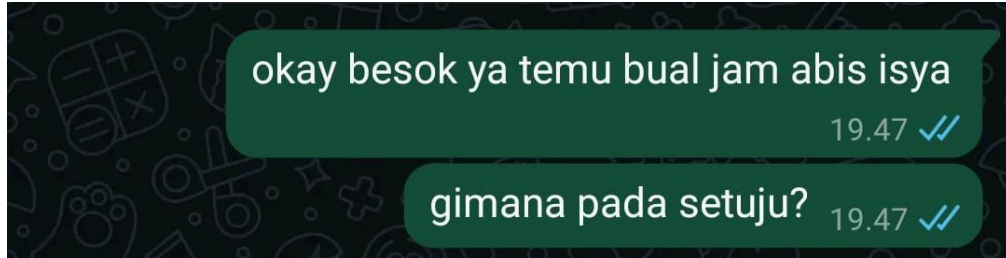 okay besok ya temu bual jam abis isya
19.47
gimana pada setuju? 19.47